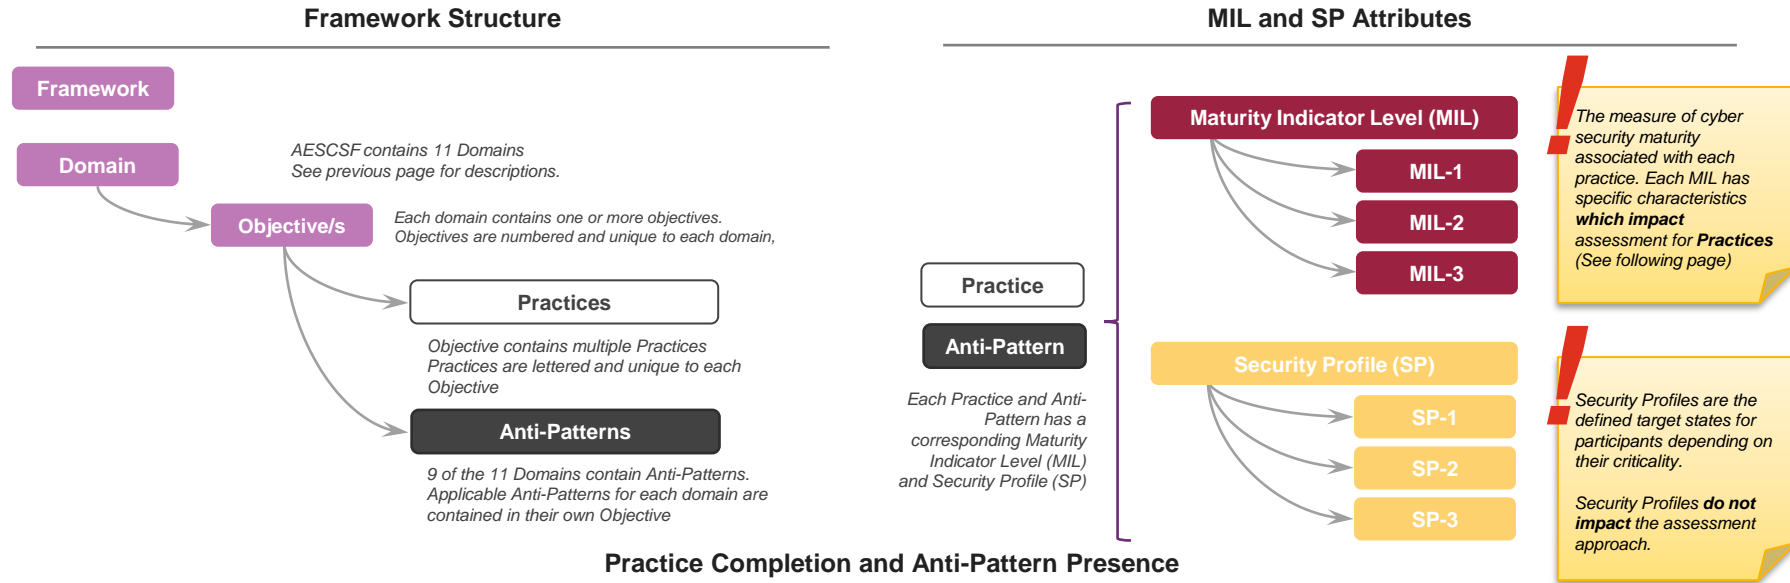 Framework Structure
Framework
Domain
AESCSF contains 11 Domains
See previous page for descriptions.
Objective/s
Each domain contains one or more objectives.
Objectives are numbered and unique to each domain,
Practices
Objective contains multiple Practices
Practices are lettered and unique to each
Objective
Anti-Patterns
9 of the 11 Domains contain Anti-Patterns.
Applicable Anti-Patterns for each domain are
contained in their own Objective
MIL and SP Attributes
Practice
Anti-Pattern
Each Practice and Anti-
Pattern has a
corresponding Maturity
Indicator Level (MIL)
and Security Profile (SP)
Maturity Indicator Level (MIL)
MIL-1
MIL-2
MIL-3
!
The measure of cyber
security maturity
associated with each
practice. Each MIL has
specific characteristics
which impact
assessment for Practices
(See following page)
Security Profile (SP)
SP-1
SP-2
SP-3
!
Security Profiles are the
defined target states for
participants depending on
their criticality.
Security Profiles do not
impact the assessment
approach.
Practice Completion and Anti-Pattern Presence